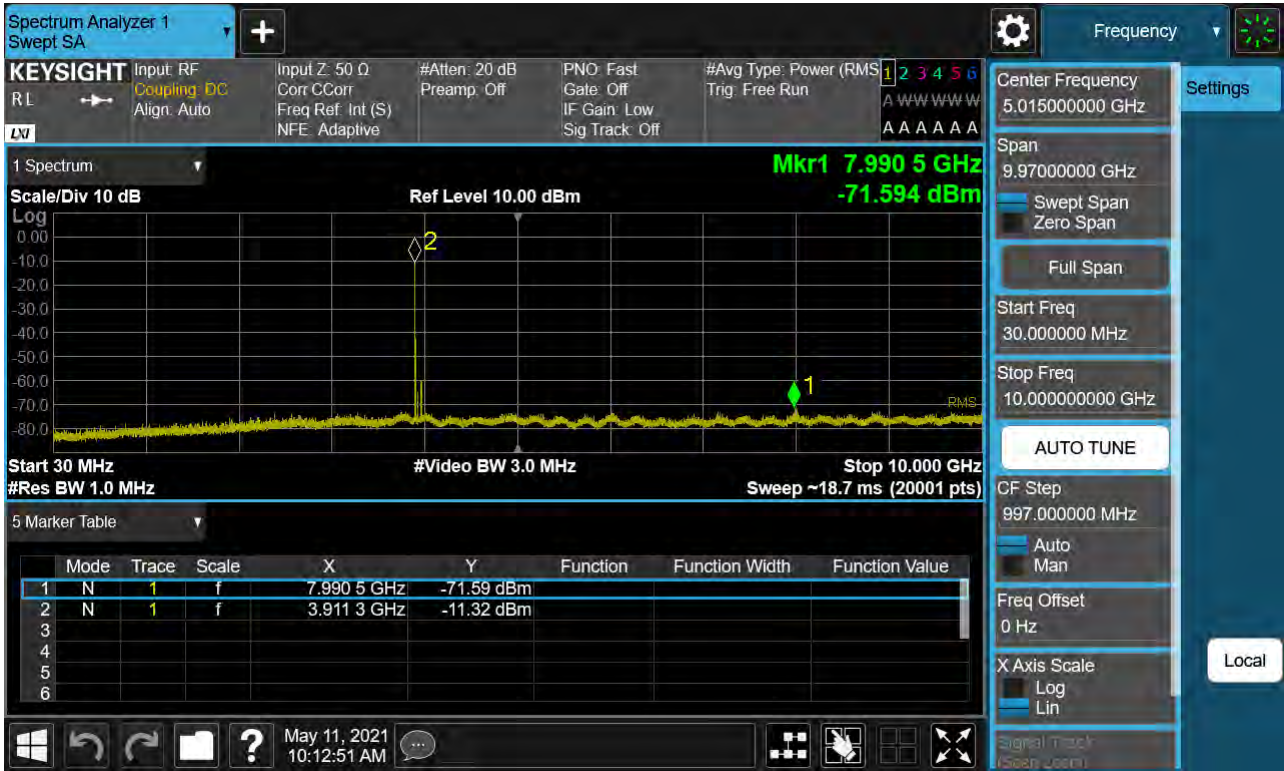 Spectrum Analyzer 1
Swept SA
Frequency
KEYSIGHT
RL
LXI
Input: RF
Coupling: DC
Align: Auto
Input Z: 50 Ω
Corr CCorr
Freq Ref: Int (S)
NFE: Adaptive
#Atten: 20 dB
Preamp: Off
PNO: Fast
Gate: Off
IF Gain: Low
Sig Track: Off
#Avg Type: Power (RMS
Trig: Free Run
1 2 3 4 5 6
A W W W W W
A A A A A A
1 Spectrum
Scale/Div 10 dB
Ref Level 10.00 dBm
Mkr1 7.990 5 GHz
-71.594 dBm
Log
0.00
-10.0
-20.0
-30.0
-40.0
-50.0
-60.0
-70.0
-80.0
2
1
RMS
Start 30 MHz
#Video BW 3.0 MHz
Stop 10.000 GHz
#Res BW 1.0 MHz
Sweep ~18.7 ms (20001 pts)
5 Marker Table
Mode Trace Scale X Y Function Function Width Function Value
1 N 1 f 7.990 5 GHz -71.59 dBm
2 N 1 f 3.911 3 GHz -11.32 dBm
3
4
5
6
May 11, 2021
10:12:51 AM
Center Frequency
5.015000000 GHz
Settings
Span
9.97000000 GHz
Swept Span
Zero Span
Full Span
Start Freq
30.000000 MHz
Stop Freq
10.000000000 GHz
AUTO TUNE
CF Step
997.000000 MHz
Auto
Man
Freq Offset
0 Hz
X Axis Scale
Log
Lin
Local
Signal Track
(Span Zoom)